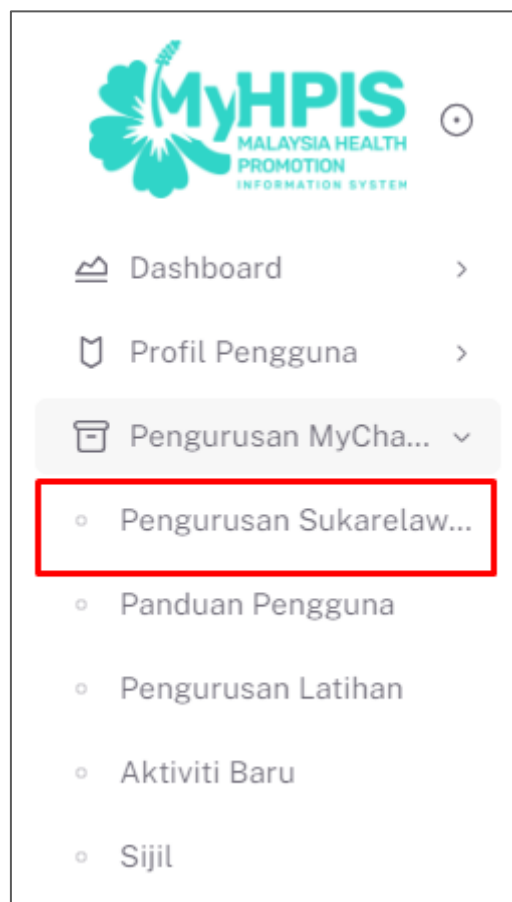 MyHPIS
MALAYSIA HEALTH
PROMOTION
INFORMATION SYSTEM
Dashboard
Profil Pengguna
Pengurusan MyCha...
Pengurusan Sukarelaw...
Panduan Pengguna
Pengurusan Latihan
Aktiviti Baru
Sijil